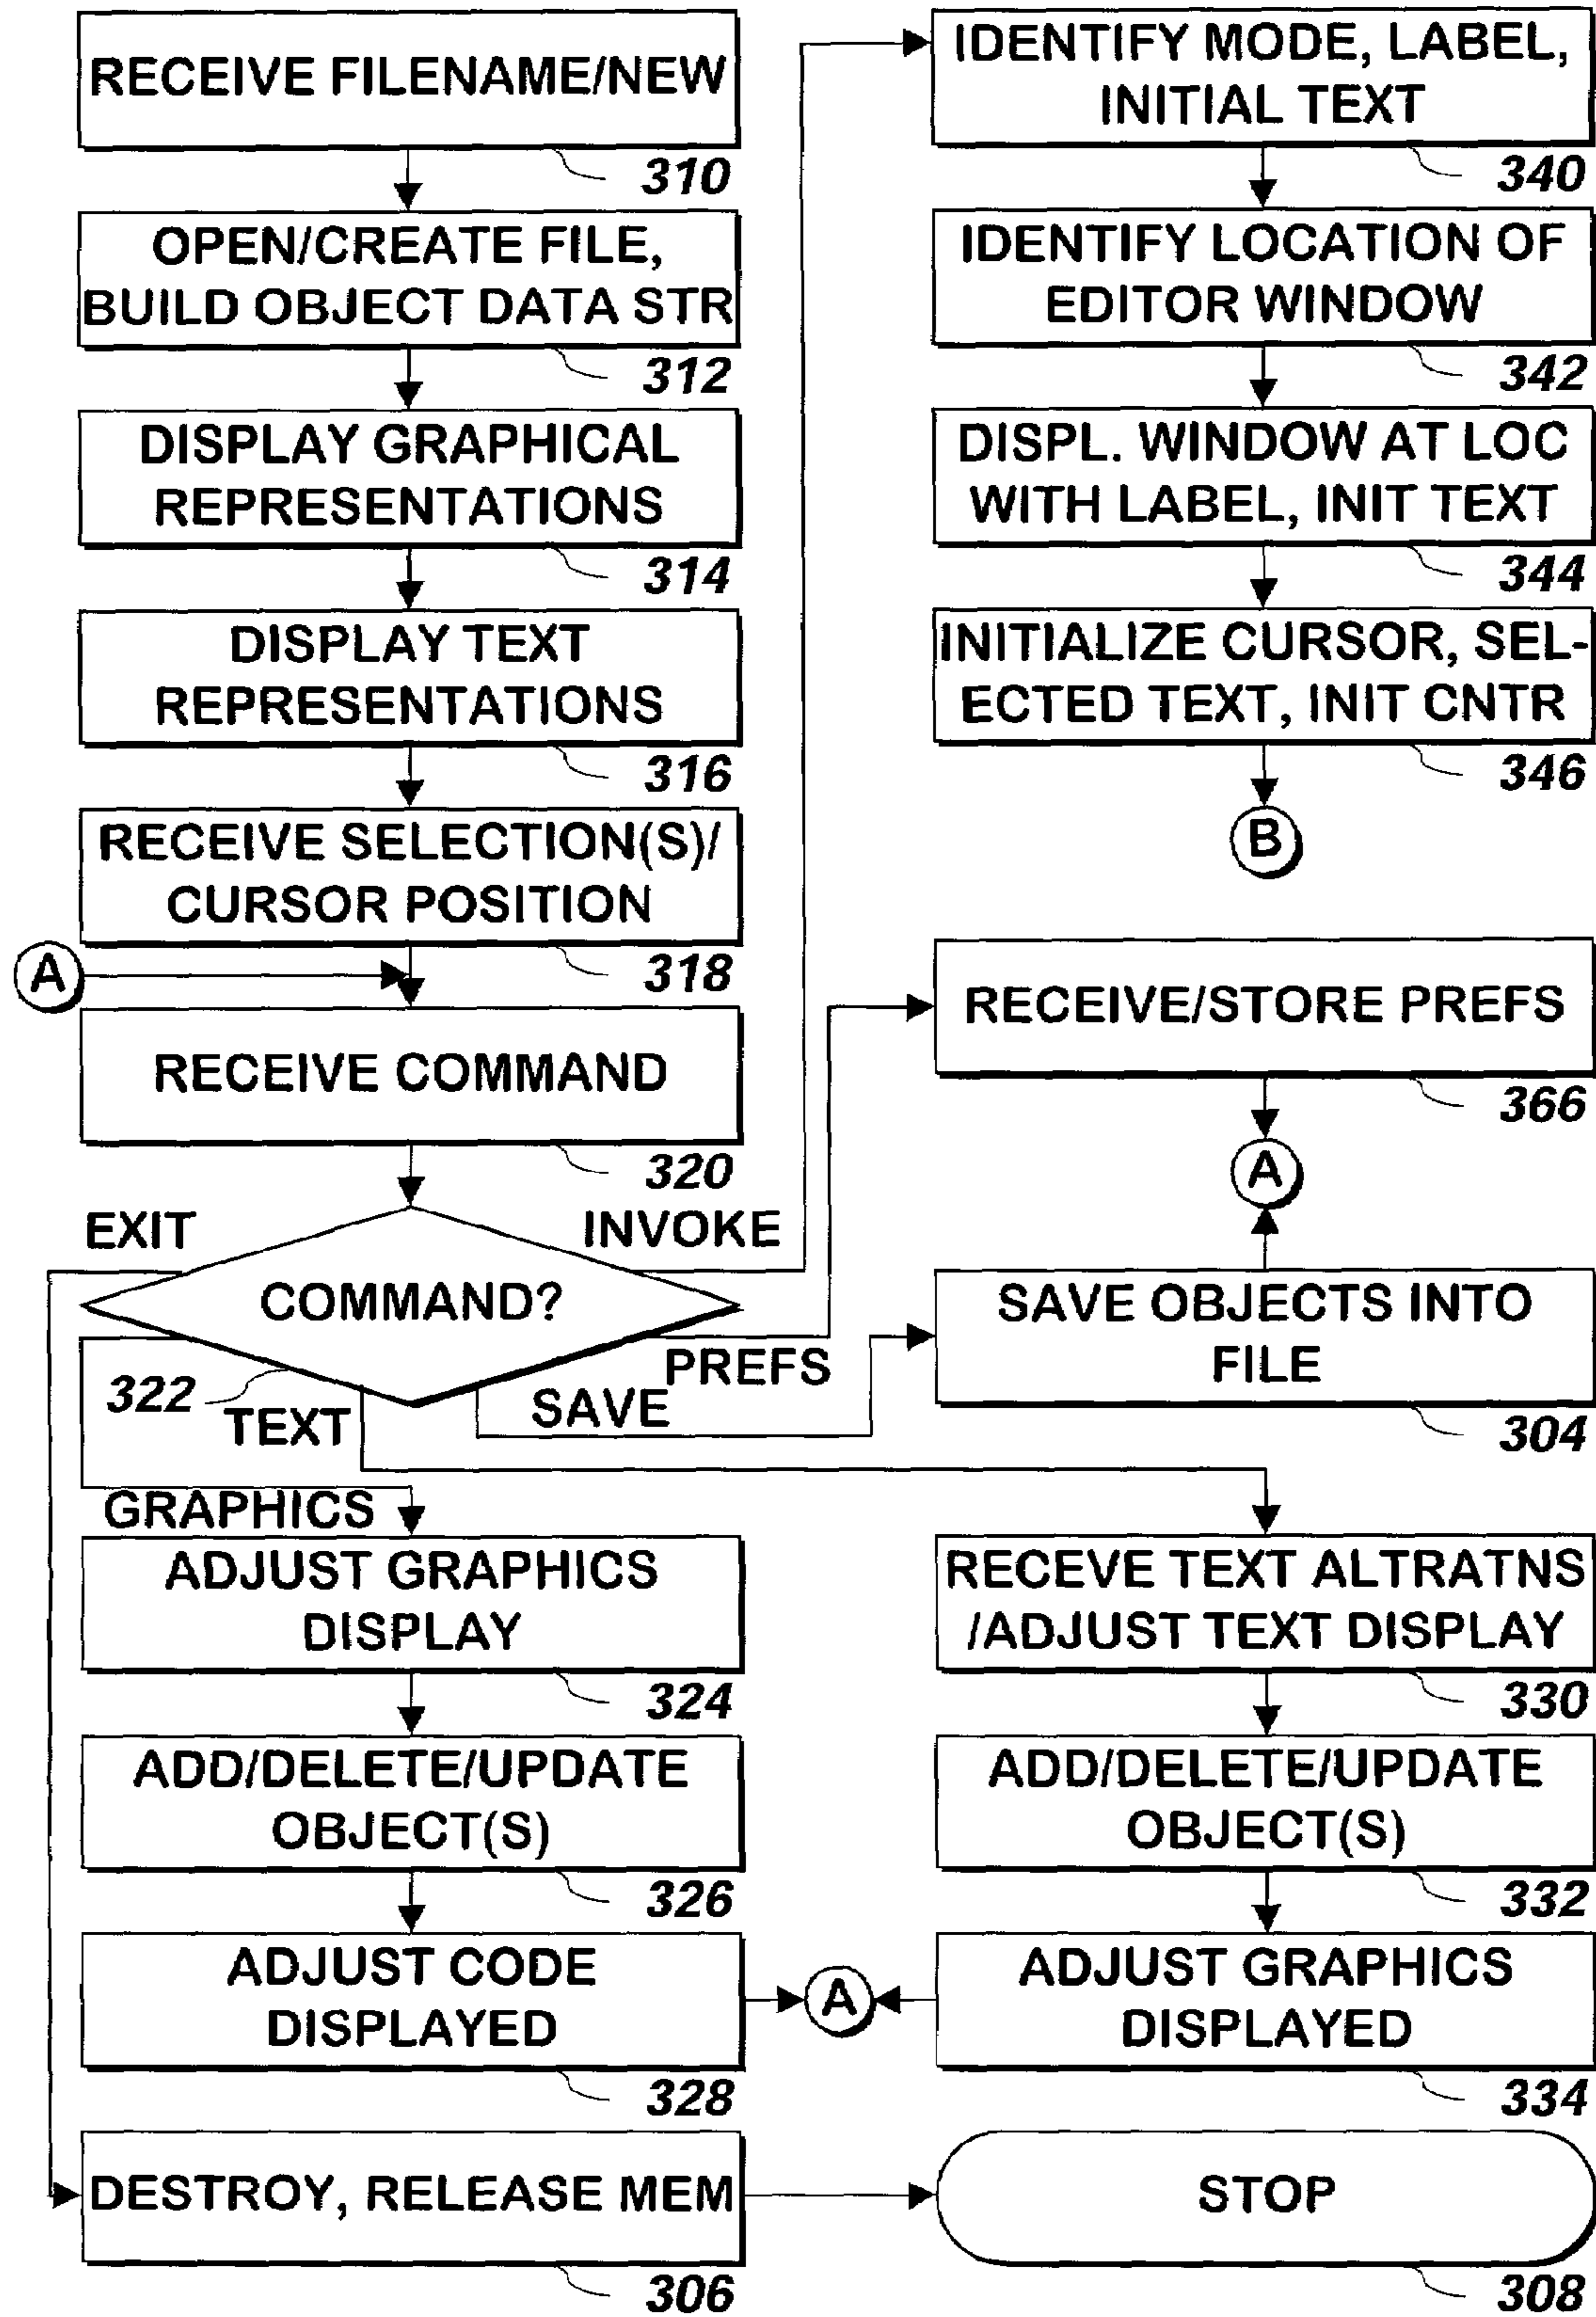 RECEIVE FILENAME/NEW
310
OPEN/CREATE FILE,
BUILD OBJECT DATA STR
312
DISPLAY GRAPHICAL
REPRESENTATIONS
314
DISPLAY TEXT
REPRESENTATIONS
316
RECEIVE SELECTION(S)/
CURSOR POSITION
318
A
RECEIVE COMMAND
320
EXIT
INVOKE
COMMAND?
322
PREFS
SAVE
TEXT
GRAPHICS
ADJUST GRAPHICS
DISPLAY
324
ADD/DELETE/UPDATE
OBJECT(S)
326
ADJUST CODE
DISPLAYED
328
A
DESTROY, RELEASE MEM
306
IDENTIFY MODE, LABEL,
INITIAL TEXT
340
IDENTIFY LOCATION OF
EDITOR WINDOW
342
DISPL. WINDOW AT LOC
WITH LABEL, INIT TEXT
344
INITIALIZE CURSOR, SEL-
ECTED TEXT, INIT CNTR
346
B
RECEIVE/STORE PREFS
366
A
SAVE OBJECTS INTO
FILE
304
RECEVE TEXT ALTRATNS
/ADJUST TEXT DISPLAY
330
ADD/DELETE/UPDATE
OBJECT(S)
332
ADJUST GRAPHICS
DISPLAYED
334
STOP
308